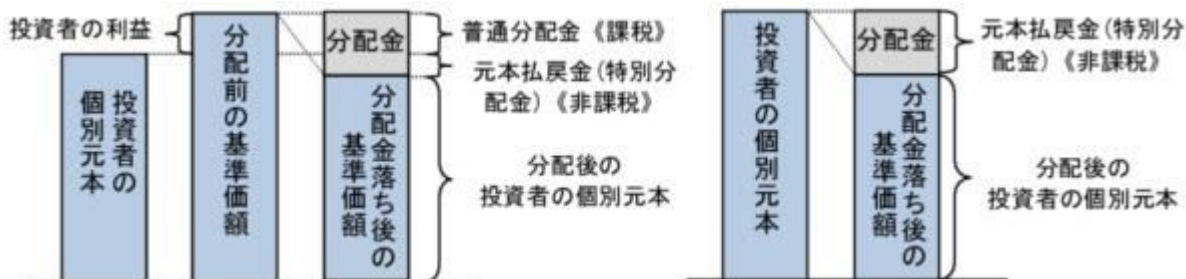 投資者の利益
投資者の
個別元本
分配前の基準価額
分配金
分配金落ち後の
基準価額
普通分配金《課税》
元本払戻金(特別分
配金)《非課税》
分配後の
投資者の個別元本
投資者の個別元本
分配金
分配金落ち後の
基準価額
元本払戻金(特別分
配金)《非課税》
分配後の
投資者の個別元本